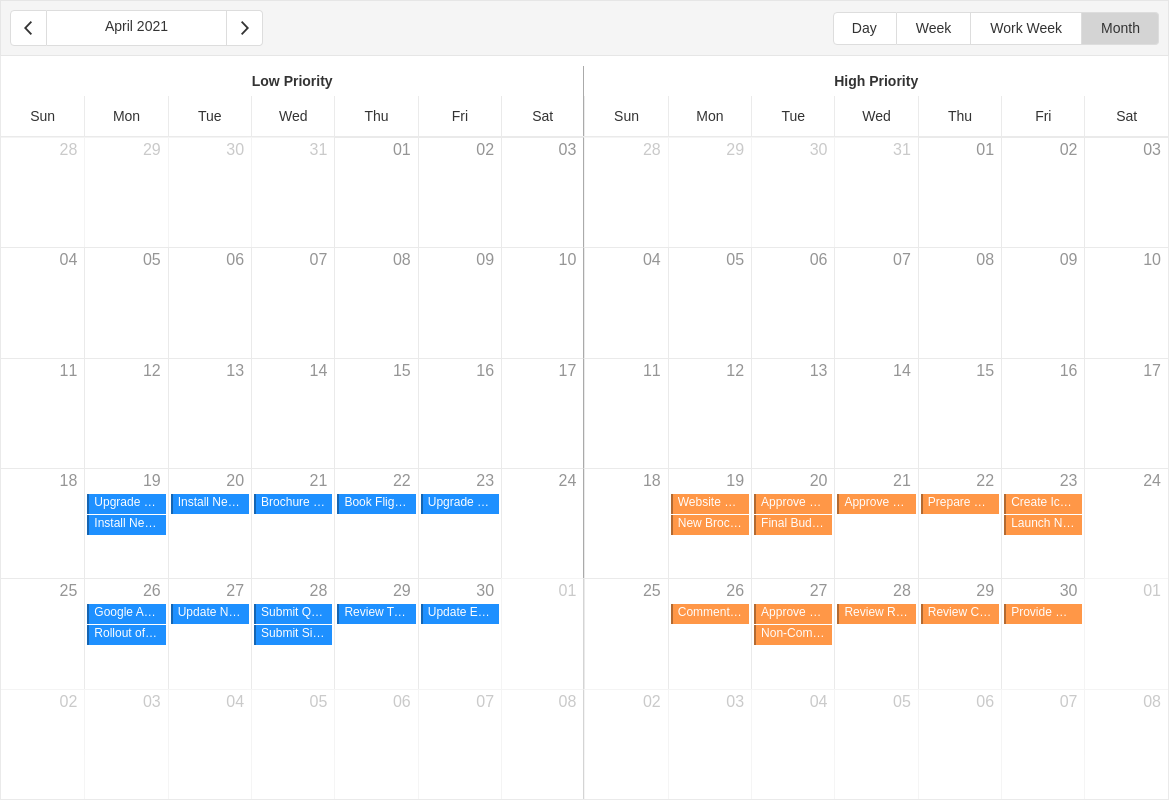 April 2021 Day Week Work Week Month
Low Priority High Priority
Sun Mon Tue Wed Thu Fri Sat Sun Mon Tue Wed Thu Fri Sat
28 29 30 31 01 02 03 28 29 30 31 01 02 03
04 05 06 07 08 09 10 04 05 06 07 08 09 10
11 12 13 14 15 16 17 11 12 13 14 15 16 17
18 19 20 21 22 23 24 18 19 20 21 22 23 24
Upgrade ... Install Ne... Brochure ... Book Flig... Upgrade ... Website ... Approve ... Approve ... Prepare ... Create Ic...
Install Ne... New Broc... Final Bud... Launch N...
25 26 27 28 29 30 01 25 26 27 28 29 30 01
Google A... Update N... Submit Q... Review T... Update E... Comment... Approve ... Review R... Review C... Provide ...
Rollout of... Submit Si... Non-Com...
02 03 04 05 06 07 08 02 03 04 05 06 07 08